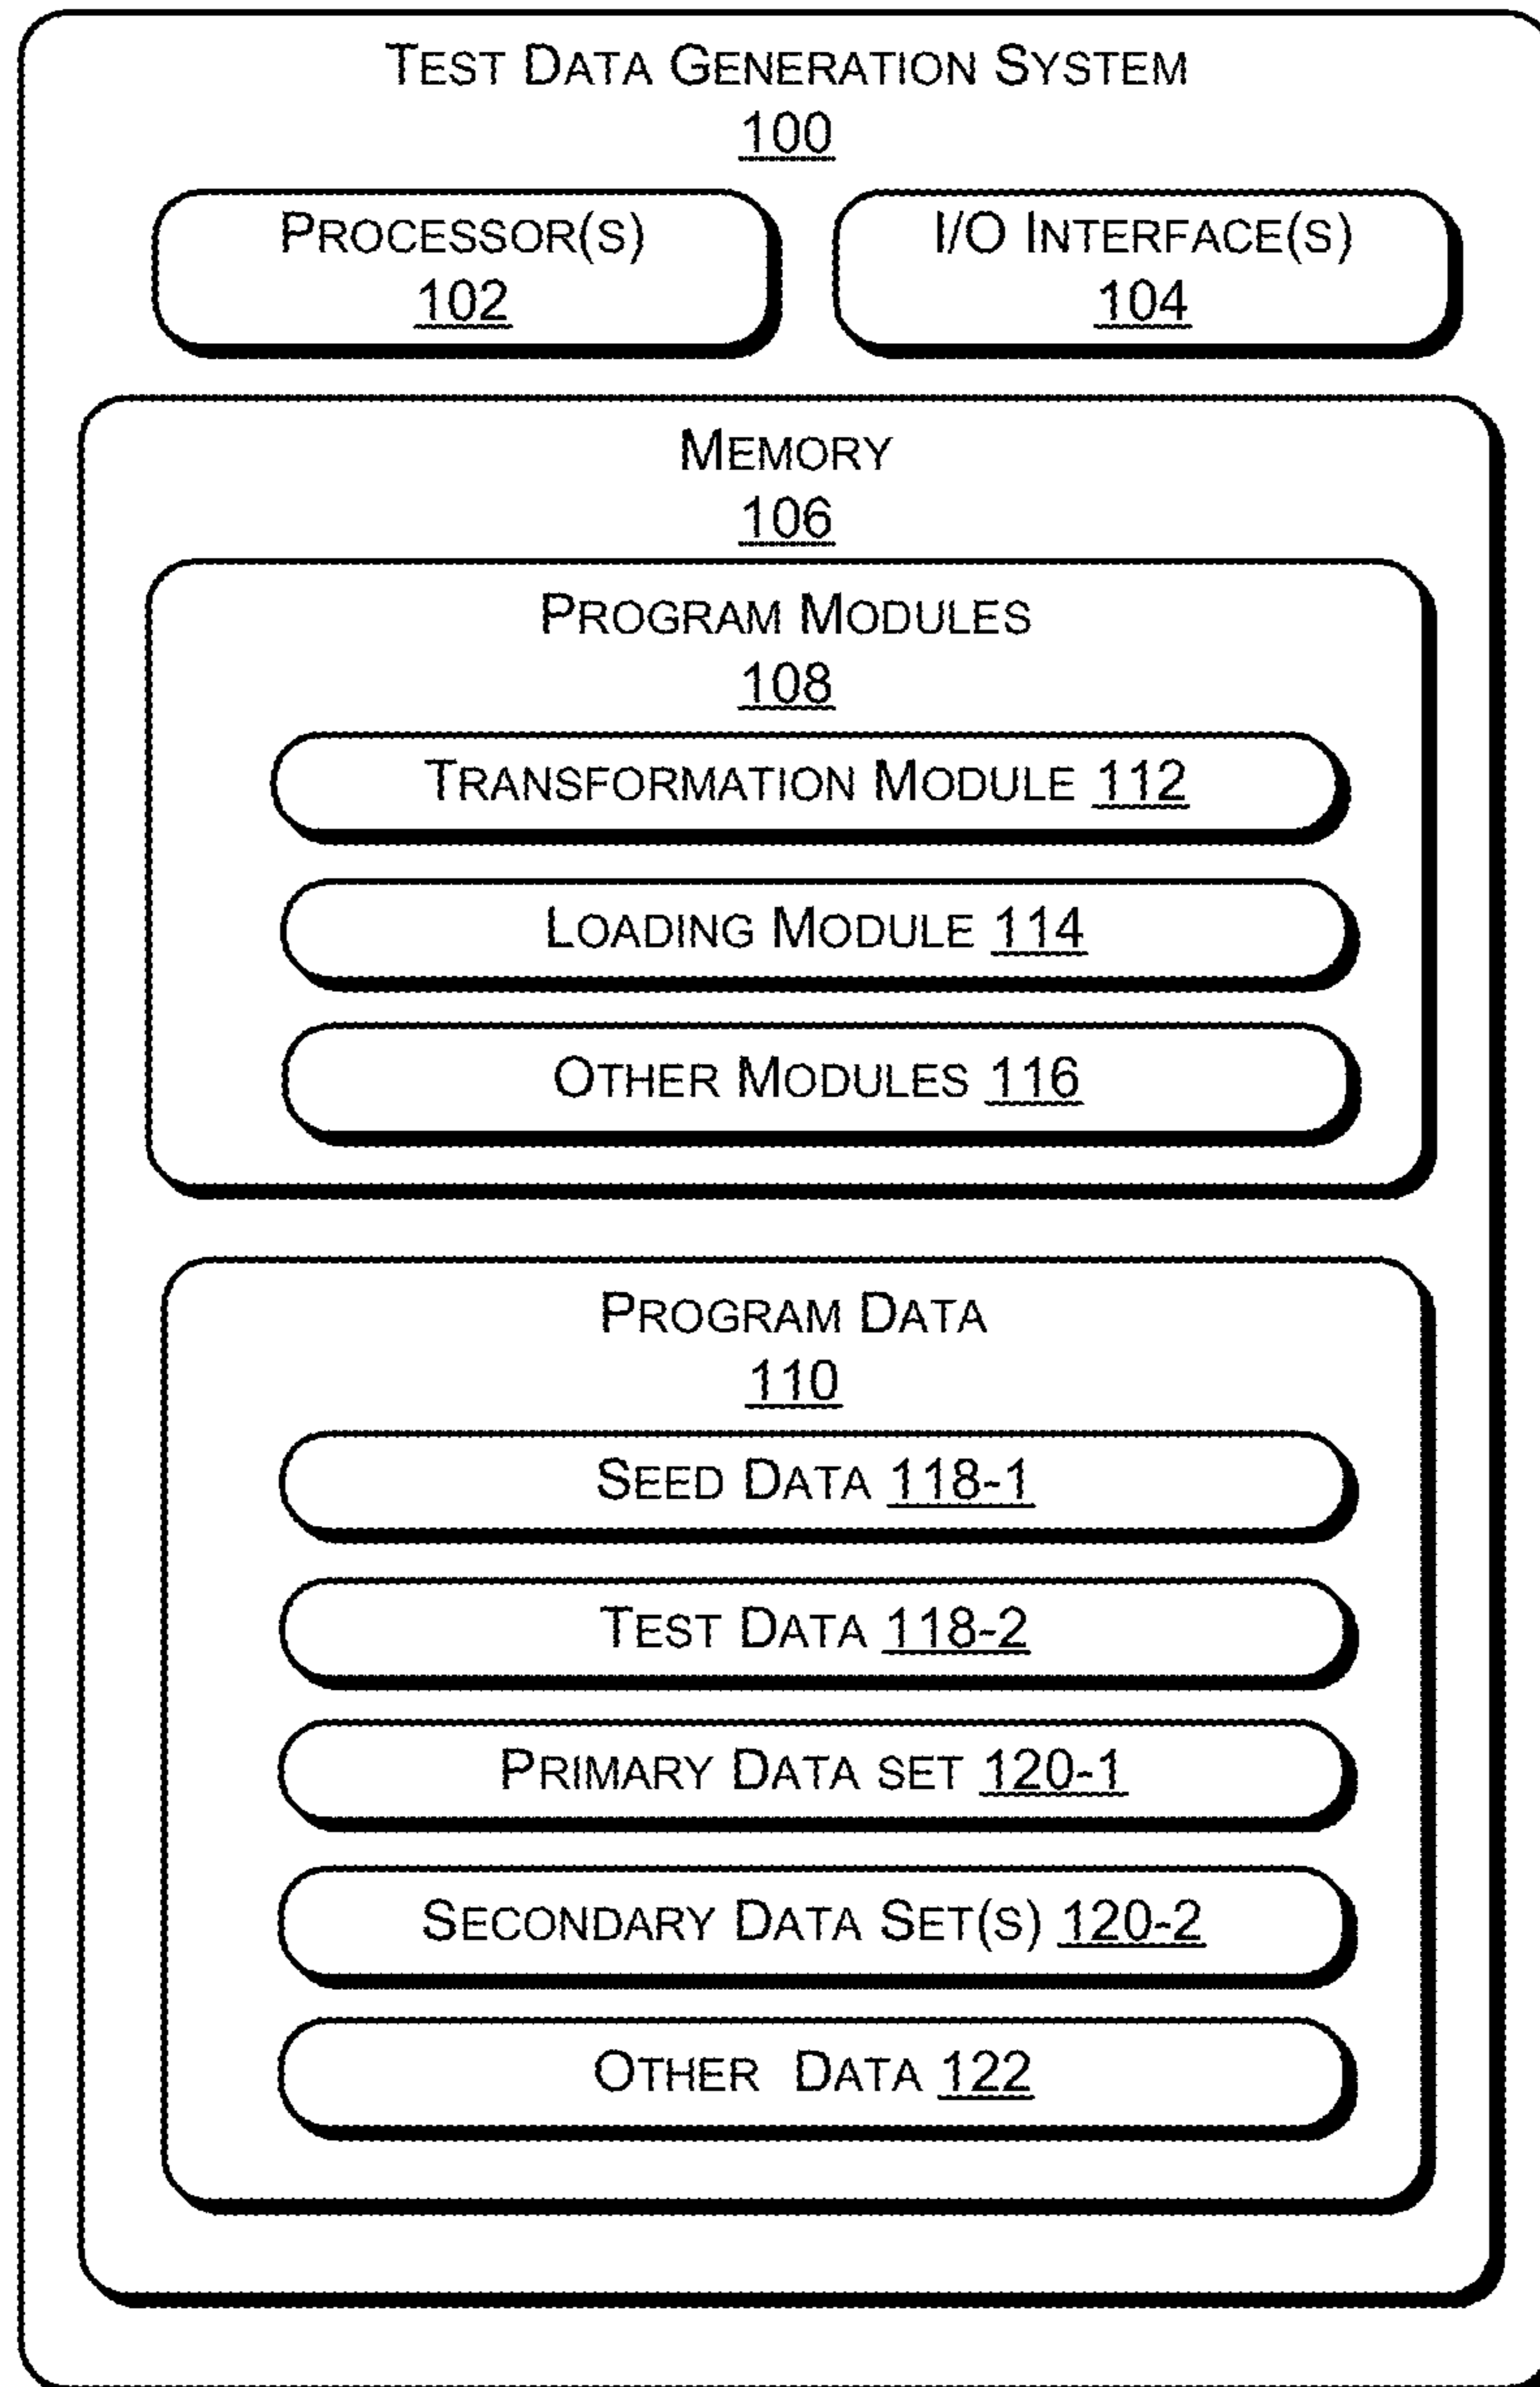 TEST DATA GENERATION SYSTEM
100
PROCESSOR(S)
102
I/O INTERFACE(S)
104
MEMORY
106
PROGRAM MODULES
108
TRANSFORMATION MODULE 112
LOADING MODULE 114
OTHER MODULES 116
PROGRAM DATA
110
SEED DATA 118-1
TEST DATA 118-2
PRIMARY DATA SET 120-1
SECONDARY DATA SET(S) 120-2
OTHER DATA 122